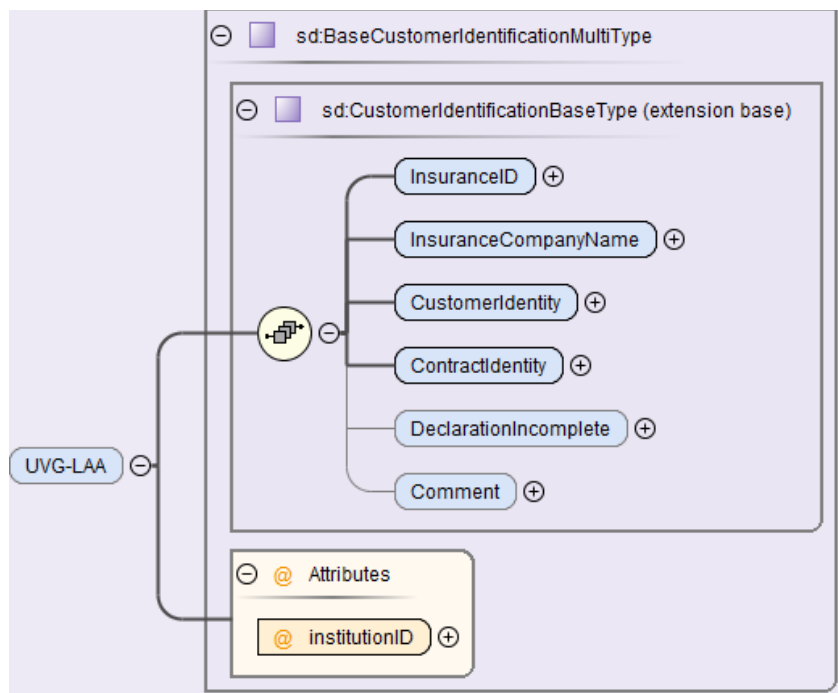 sd:BaseCustomerIdentificationMultiType
sd:CustomerIdentificationBaseType (extension base)
InsuranceID
InsuranceCompanyName
CustomerIdentity
ContractIdentity
DeclarationIncomplete
UVG-LAA
Comment
@ Attributes
@ institutionID